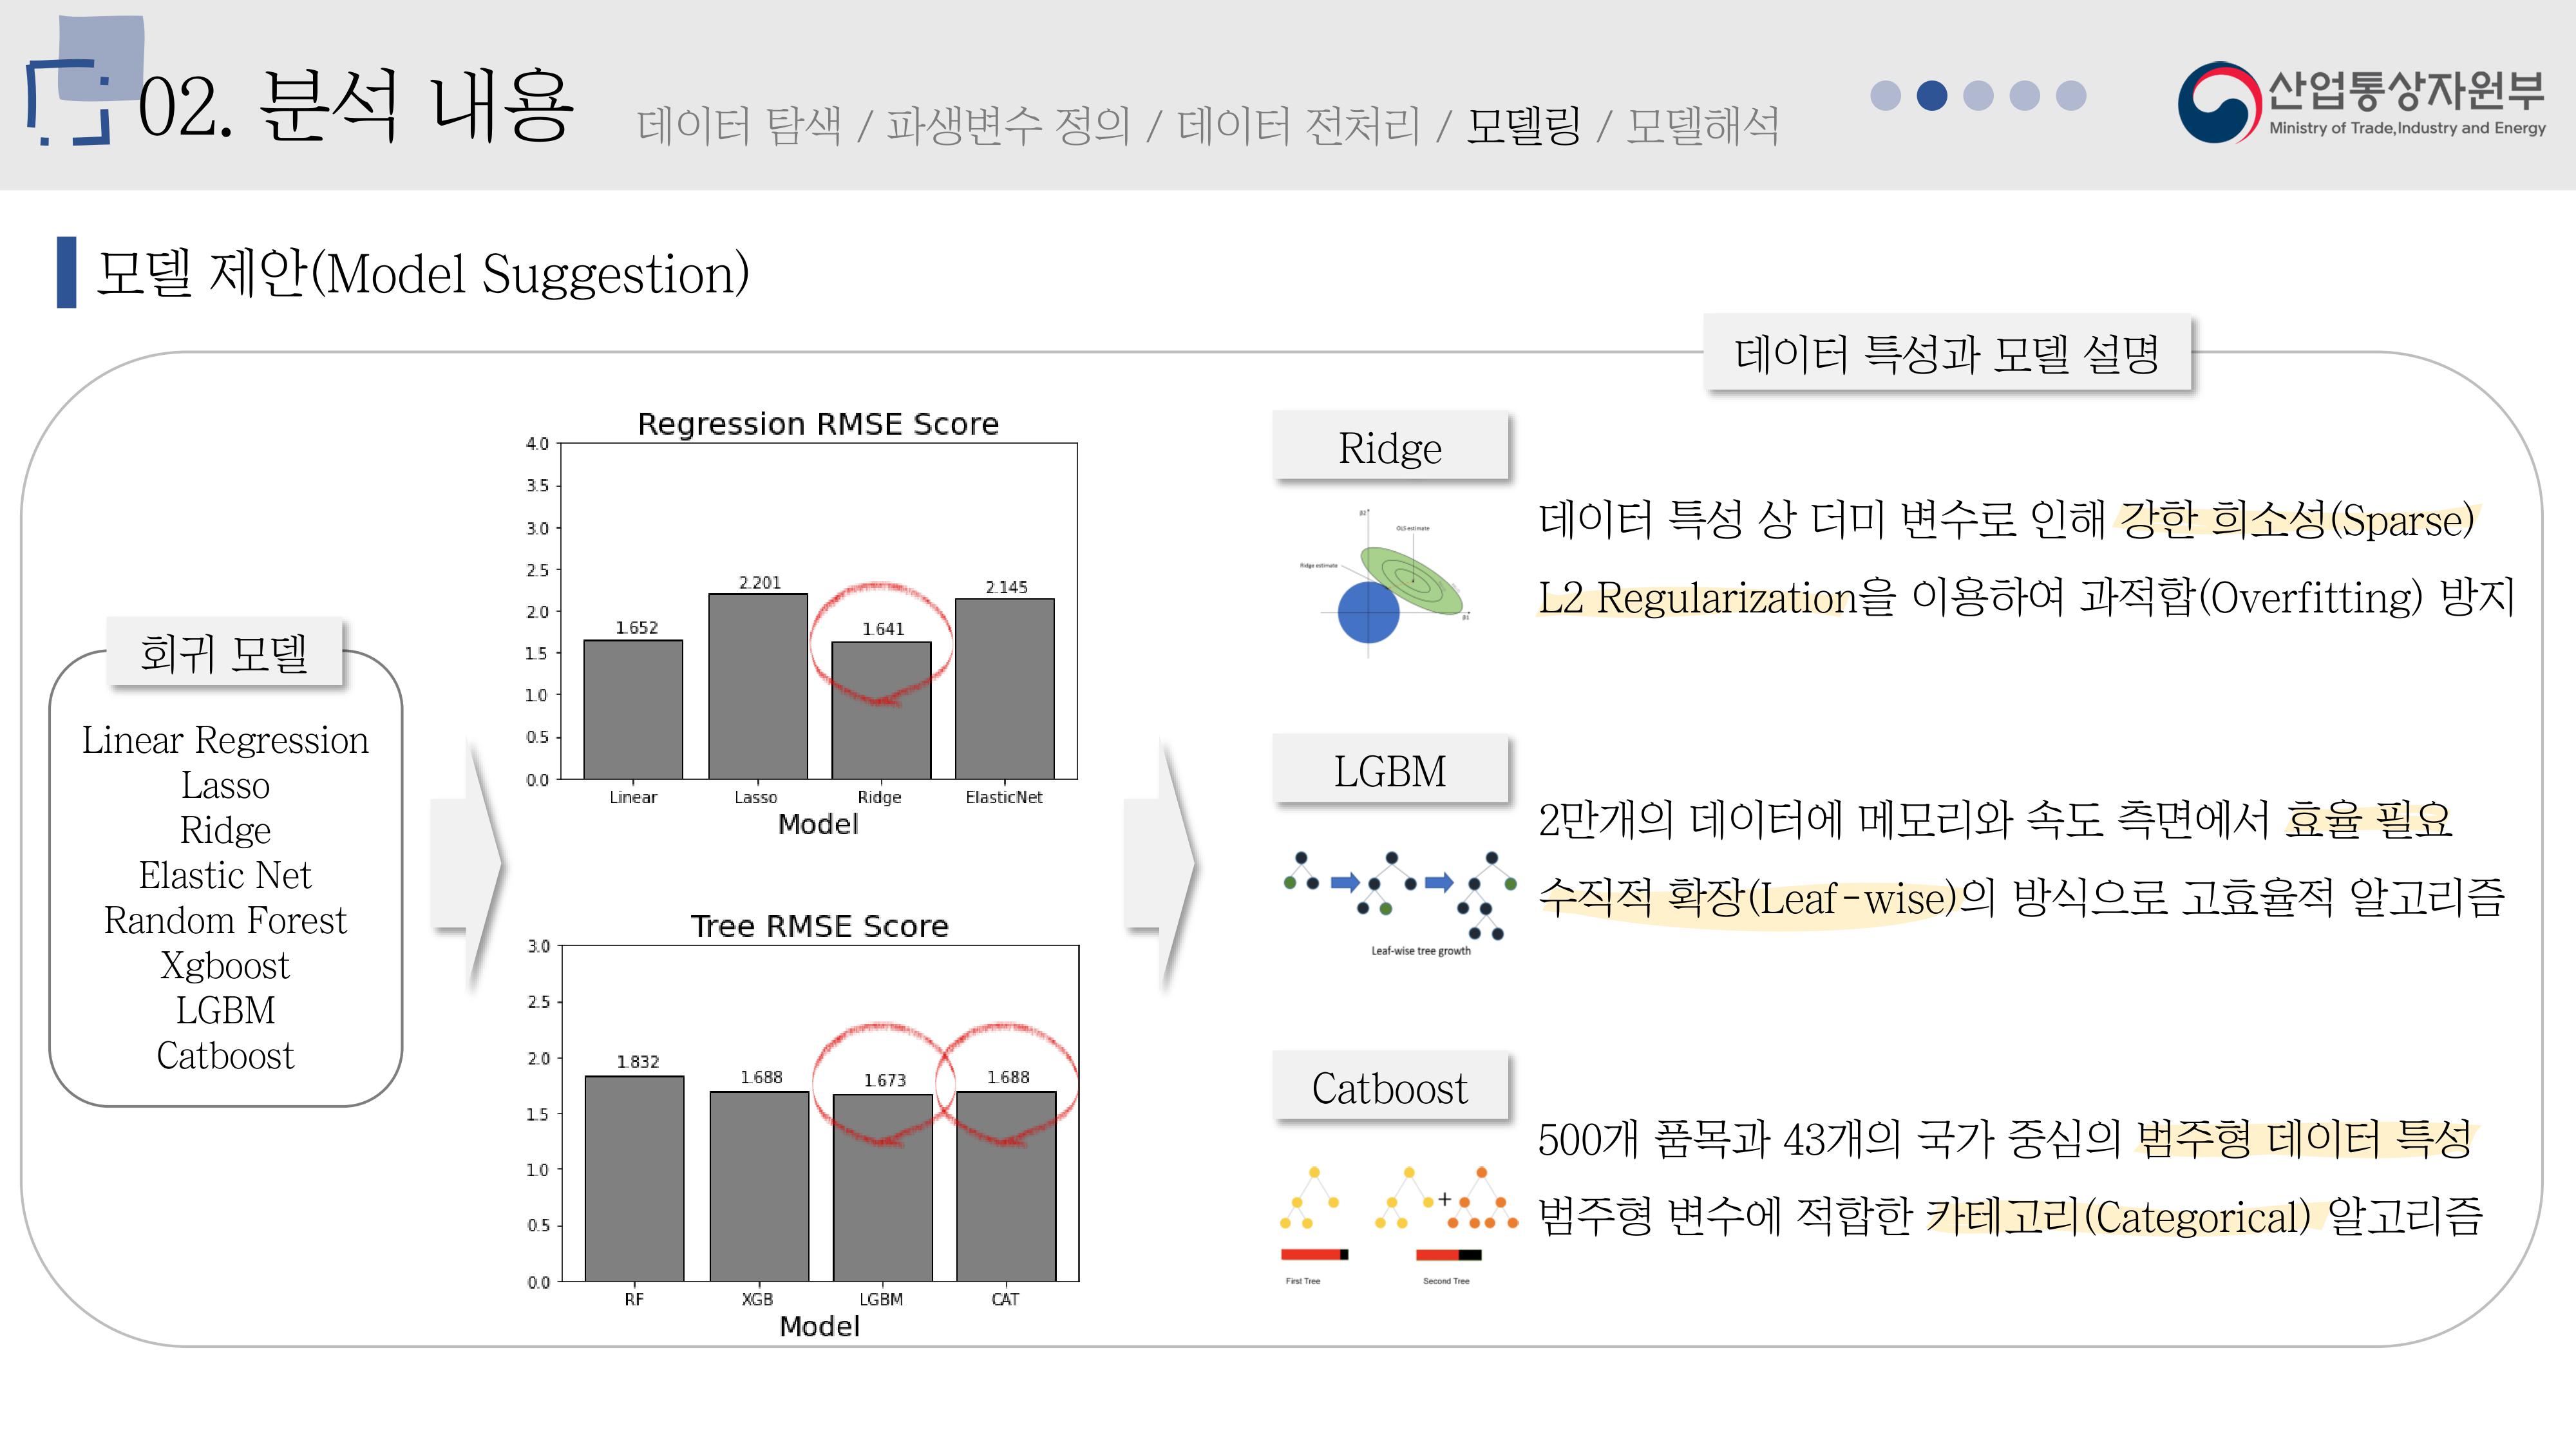 02. 분석 내용
데이터 탐색 / 파생변수 정의 / 데이터 전처리 / 모델링 / 모델해석
산업통상자원부
Ministry of Trade,Industry and Energy
모델 제안(Model Suggestion)
회귀 모델
Linear Regression
Lasso
Ridge
Elastic Net
Random Forest
Xgboost
LGBM
Catboost
Regression RMSE Score
4.0
3.5
3.0
2.5
2.0
1.5
1.0
0.5
0.0
1.652
2.201
1.641
2.145
Linear Lasso Ridge ElasticNet
Model
Tree RMSE Score
3.0
2.5
2.0
1.5
1.0
0.5
0.0
1.832
1.688
1.673
1.688
RF XGB LGBM CAT
Model
데이터 특성과 모델 설명
Ridge
β2
OLS estimate
Ridge estimate
β1
데이터 특성 상 더미 변수로 인해 강한 희소성(Sparse)
L2 Regularization을 이용하여 과적합(Overfitting) 방지
LGBM
Leaf-wise tree growth
2만개의 데이터에 메모리와 속도 측면에서 효율 필요
수직적 확장(Leaf-wise)의 방식으로 고효율적 알고리즘
Catboost
+
First Tree
Second Tree
500개 품목과 43개의 국가 중심의 범주형 데이터 특성
범주형 변수에 적합한 카테고리(Categorical) 알고리즘